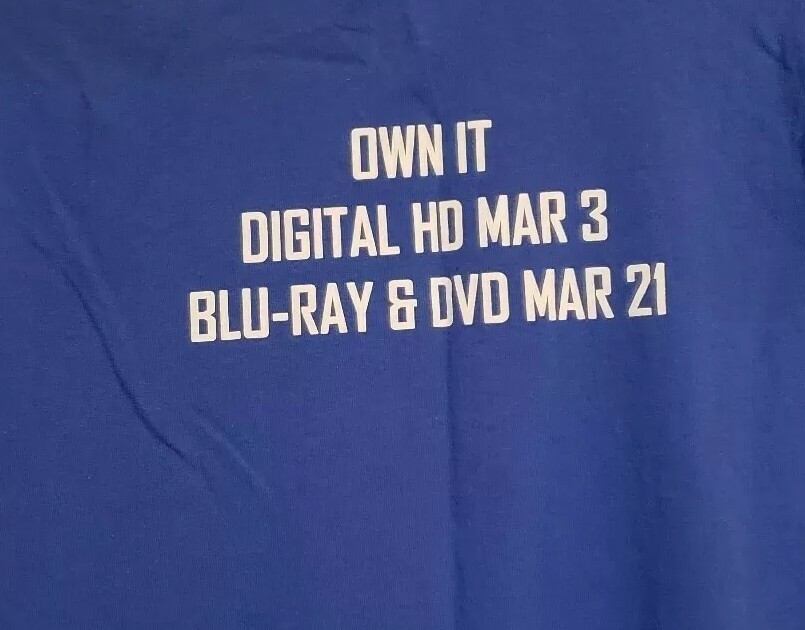 OWN IT
DIGITAL HD MAR 3
BLU-RAY & DVD MAR 21